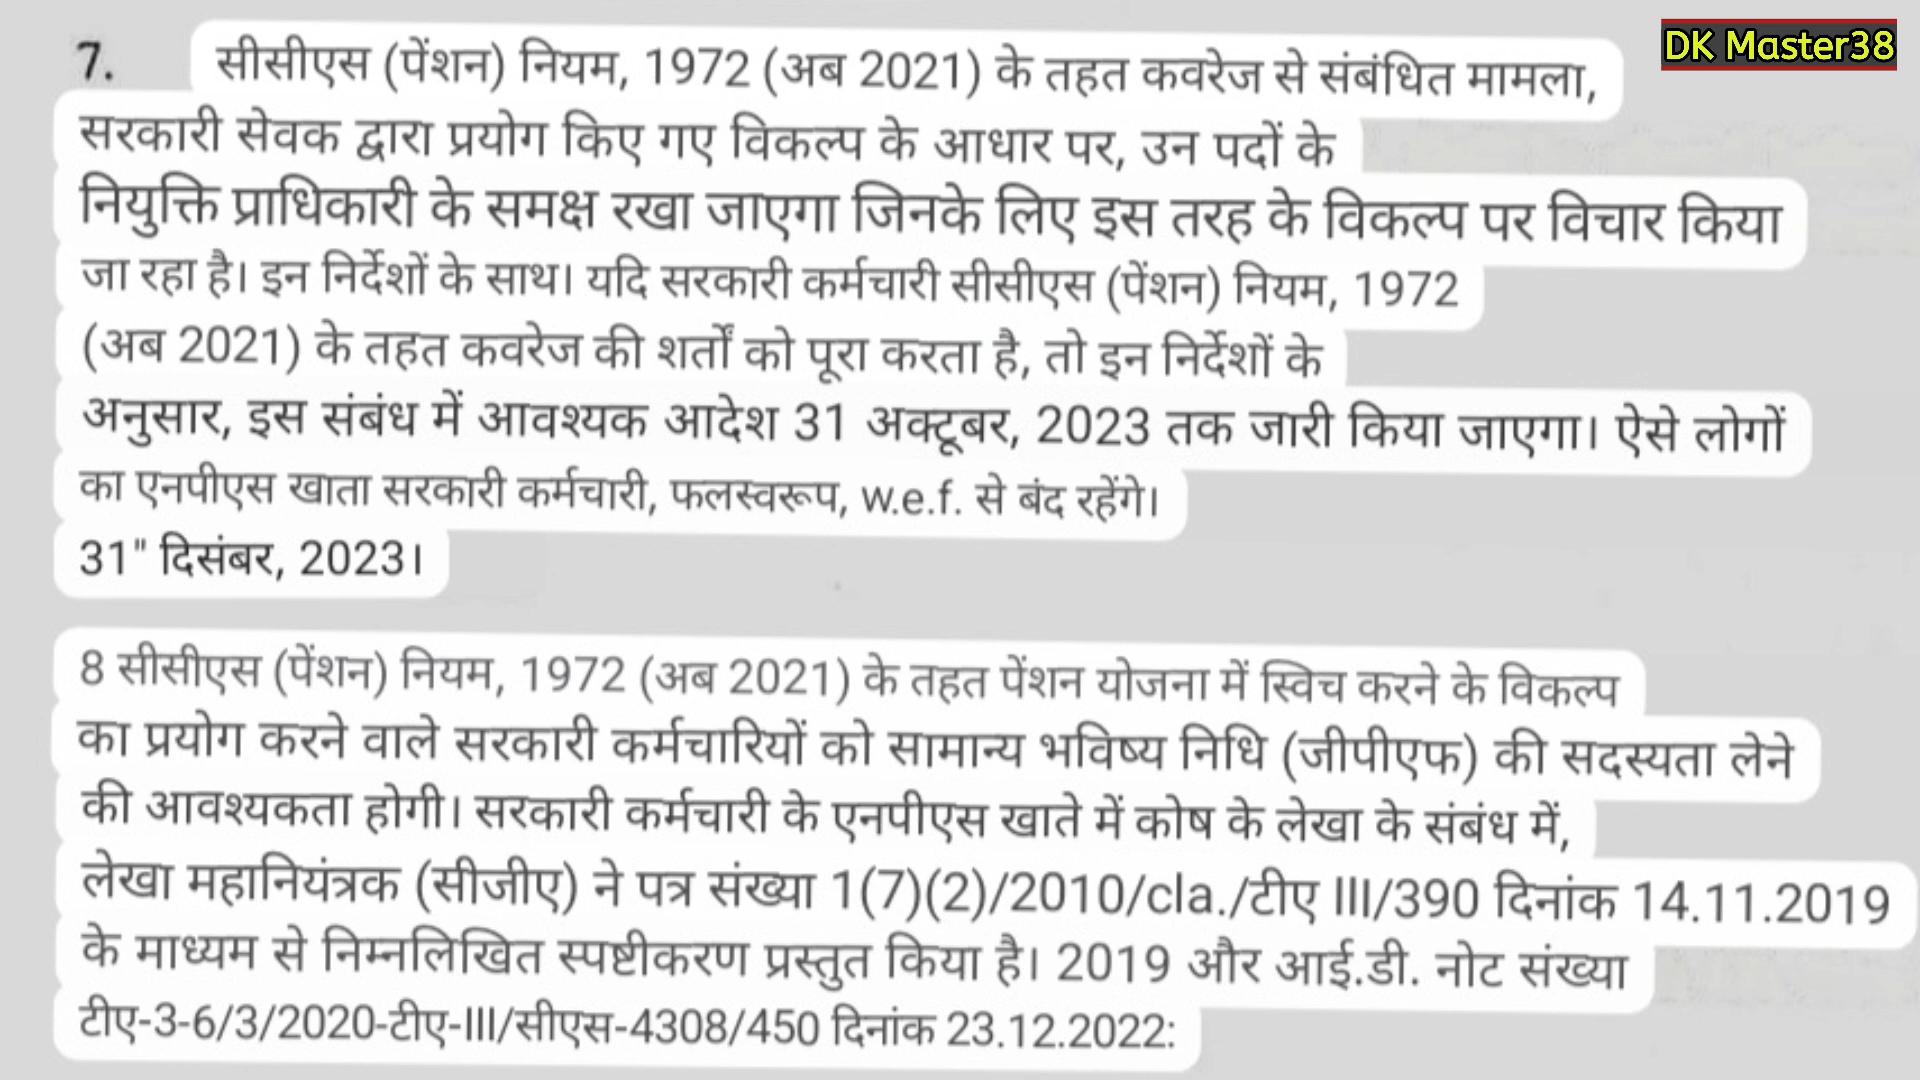 DK Master38
7. सीसीएस (पेंशन) नियम, 1972 (अब 2021) के तहत कवरेज से संबंधित मामला,
सरकारी सेवक द्वारा प्रयोग किए गए विकल्प के आधार पर, उन पदों के
नियुक्ति प्राधिकारी के समक्ष रखा जाएगा जिनके लिए इस तरह के विकल्प पर विचार किया
जा रहा है। इन निर्देशों के साथ। यदि सरकारी कर्मचारी सीसीएस (पेंशन) नियम, 1972
(अब 2021) के तहत कवरेज की शर्तों को पूरा करता है, तो इन निर्देशों के
अनुसार, इस संबंध में आवश्यक आदेश 31 अक्टूबर, 2023 तक जारी किया जाएगा। ऐसे लोगों
का एनपीएस खाता सरकारी कर्मचारी, फलस्वरूप, w.e.f. से बंद रहेंगे।
31" दिसंबर, 2023।
8 सीसीएस (पेंशन) नियम, 1972 (अब 2021) के तहत पेंशन योजना में स्विच करने के विकल्प
का प्रयोग करने वाले सरकारी कर्मचारियों को सामान्य भविष्य निधि (जीपीएफ) की सदस्यता लेने
की आवश्यकता होगी। सरकारी कर्मचारी के एनपीएस खाते में कोष के लेखा के संबंध में,
लेखा महानियंत्रक (सीजीए) ने पत्र संख्या 1(7)(2)/2010/cla./टीए III/390 दिनांक 14.11.2019
के माध्यम से निम्नलिखित स्पष्टीकरण प्रस्तुत किया है। 2019 और आई.डी. नोट संख्या
टीए-3-6/3/2020-टीए-III/सीएस-4308/450 दिनांक 23.12.2022: